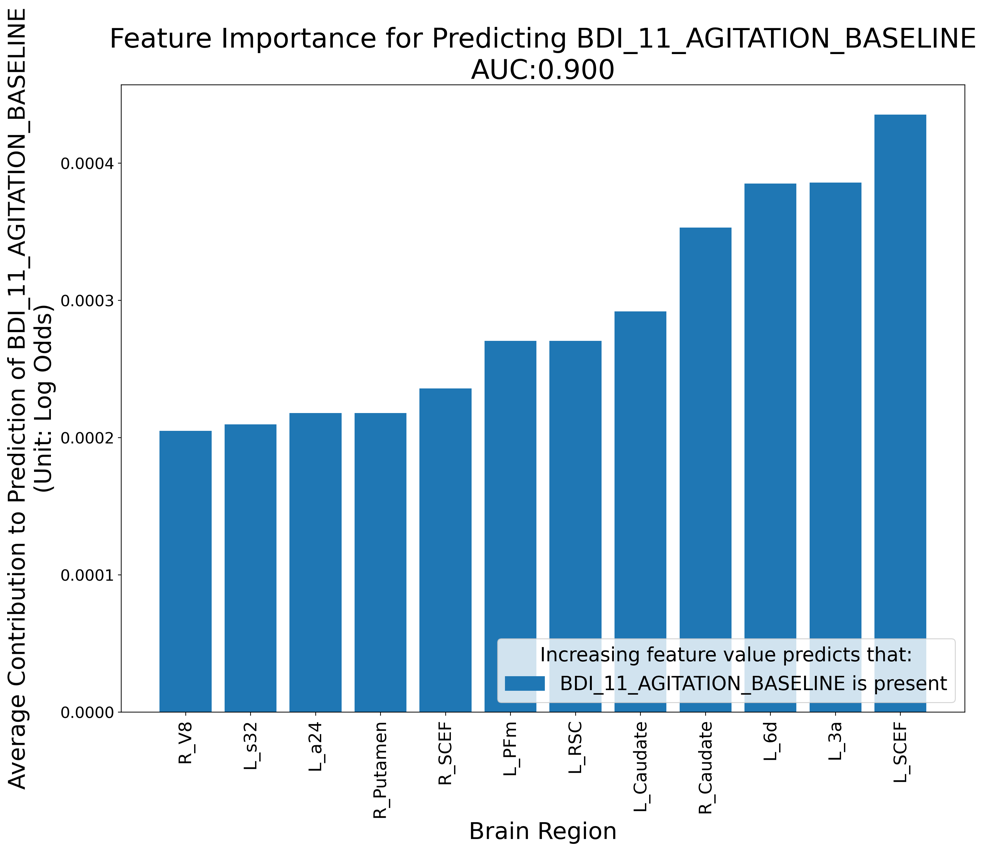 Feature Importance for Predicting BDI_11_AGITATION_BASELINE
AUC:0.900
Average Contribution to Prediction of BDI_11_AGITATION_BASELINE
(Unit: Log Odds)
0.0004
0.0003
0.0002
0.0001
0.0000
Increasing feature value predicts that:
BDI_11_AGITATION_BASELINE is present
R_V8
L_s32
L_a24
R_Putamen
R_SCEF
L_PFm
L_RSC
L_Caudate
R_Caudate
L_6d
L_3a
L_SCEF
Brain Region